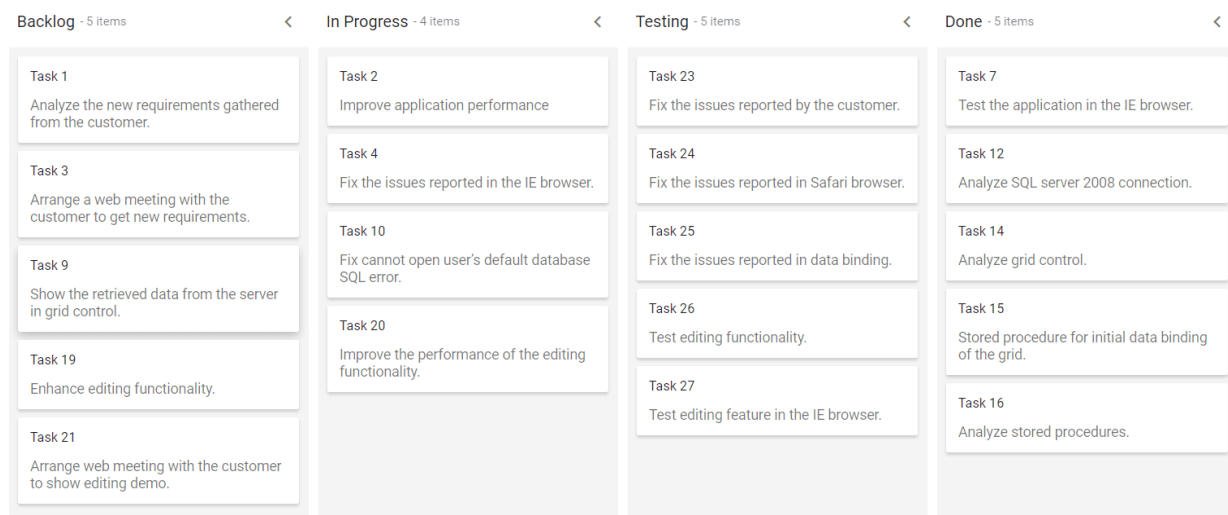 Backlog - 5 items
Task 1
Analyze the new requirements gathered
from the customer.
Task 3
Arrange a web meeting with the
customer to get new requirements.
Task 9
Show the retrieved data from the server
in grid control.
Task 19
Enhance editing functionality.
Task 21
Arrange web meeting with the customer
to show editing demo.
In Progress - 4 items
Task 2
Improve application performance
Task 4
Fix the issues reported in the IE browser.
Task 10
Fix cannot open user's default database
SQL error.
Task 20
Improve the performance of the editing
functionality.
Testing - 5 items
Task 23
Fix the issues reported by the customer.
Task 24
Fix the issues reported in Safari browser.
Task 25
Fix the issues reported in data binding.
Task 26
Test editing functionality.
Task 27
Test editing feature in the IE browser.
Done - 5 items
Task 7
Test the application in the IE browser.
Task 12
Analyze SQL server 2008 connection.
Task 14
Analyze grid control.
Task 15
Stored procedure for initial data binding
of the grid.
Task 16
Analyze stored procedures.